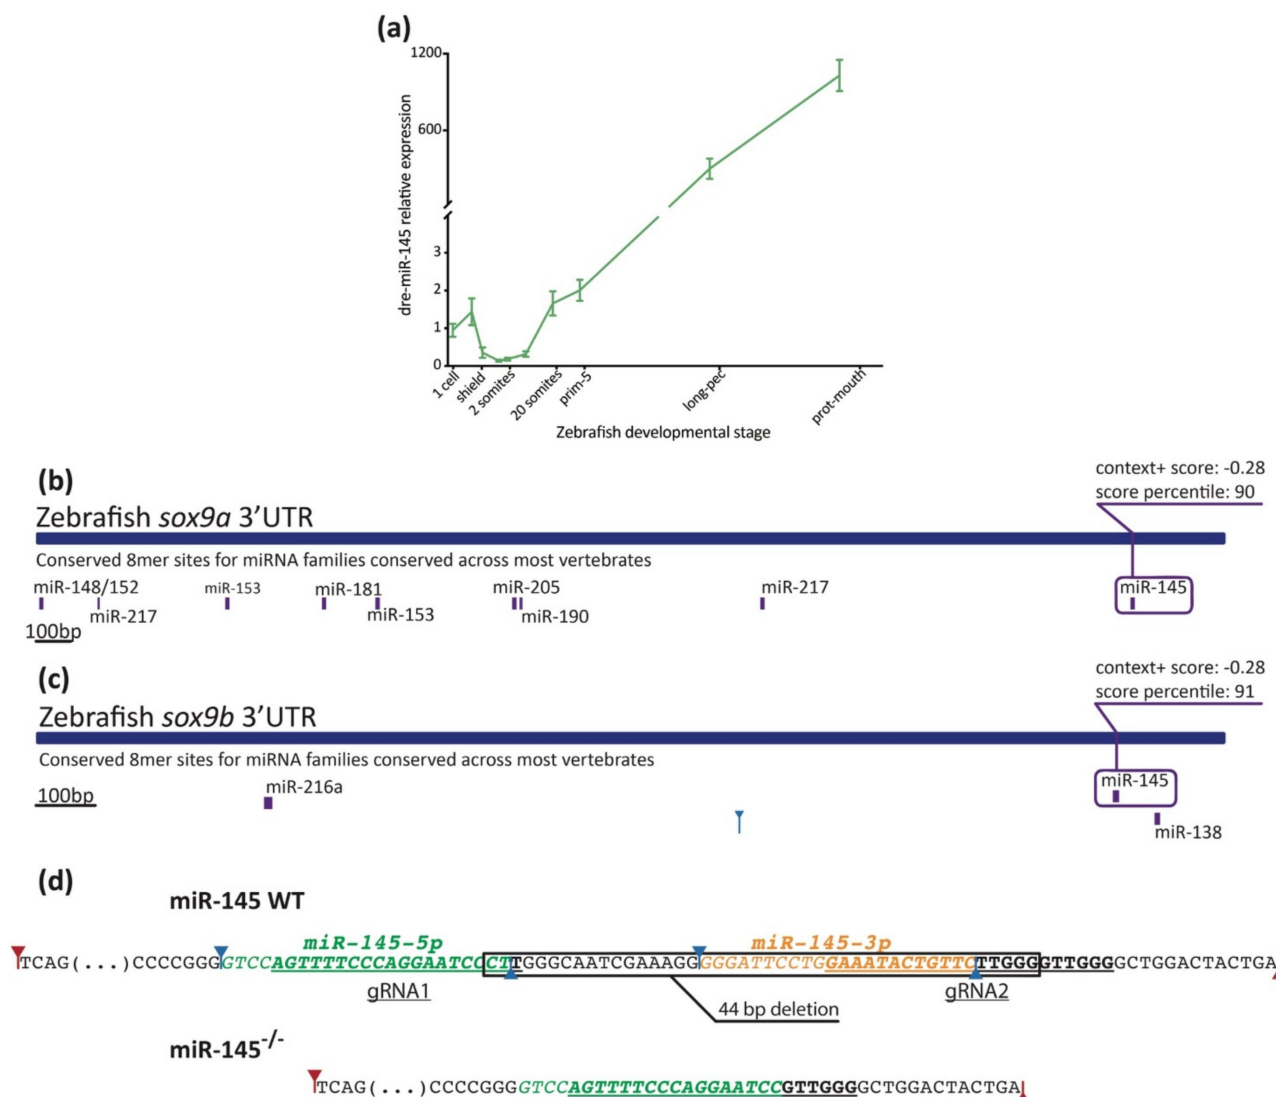 (a)
1200
600
3
2
1
0
dre-miR-145 relative expression
1 cell
shield
2 somites
20 somites
prim-5
long-pec
prot-mouth
Zebrafish developmental stage
(b)
context+ score: -0.28
score percentile: 90
Zebrafish sox9a 3'UTR
Conserved 8mer sites for miRNA families conserved across most vertebrates
miR-148/152 miR-153 miR-181 miR-205 miR-217 miR-145
miR-217 miR-153 miR-190
100bp
(c)
context+ score: -0.28
score percentile: 91
Zebrafish sox9b 3'UTR
Conserved 8mer sites for miRNA families conserved across most vertebrates
miR-216a miR-145
100bp
miR-138
(d)
miR-145 WT
miR-145-5p miR-145-3p
TCAG(...)CCCCGGGGTCCAGTTTTCCCAGGAATCCCTTGGGCAATCGAAAGGGGGATTCCTGGAAATACTGTTCTTGGGGTTGGGGCTGGACTACTGA
gRNA1 gRNA2
44 bp deletion
miR-145-/-
TCAG(...)CCCCGGGGTCCAGTTTTCCCAGGAATCCGTTGGGGCTGGACTACTGA